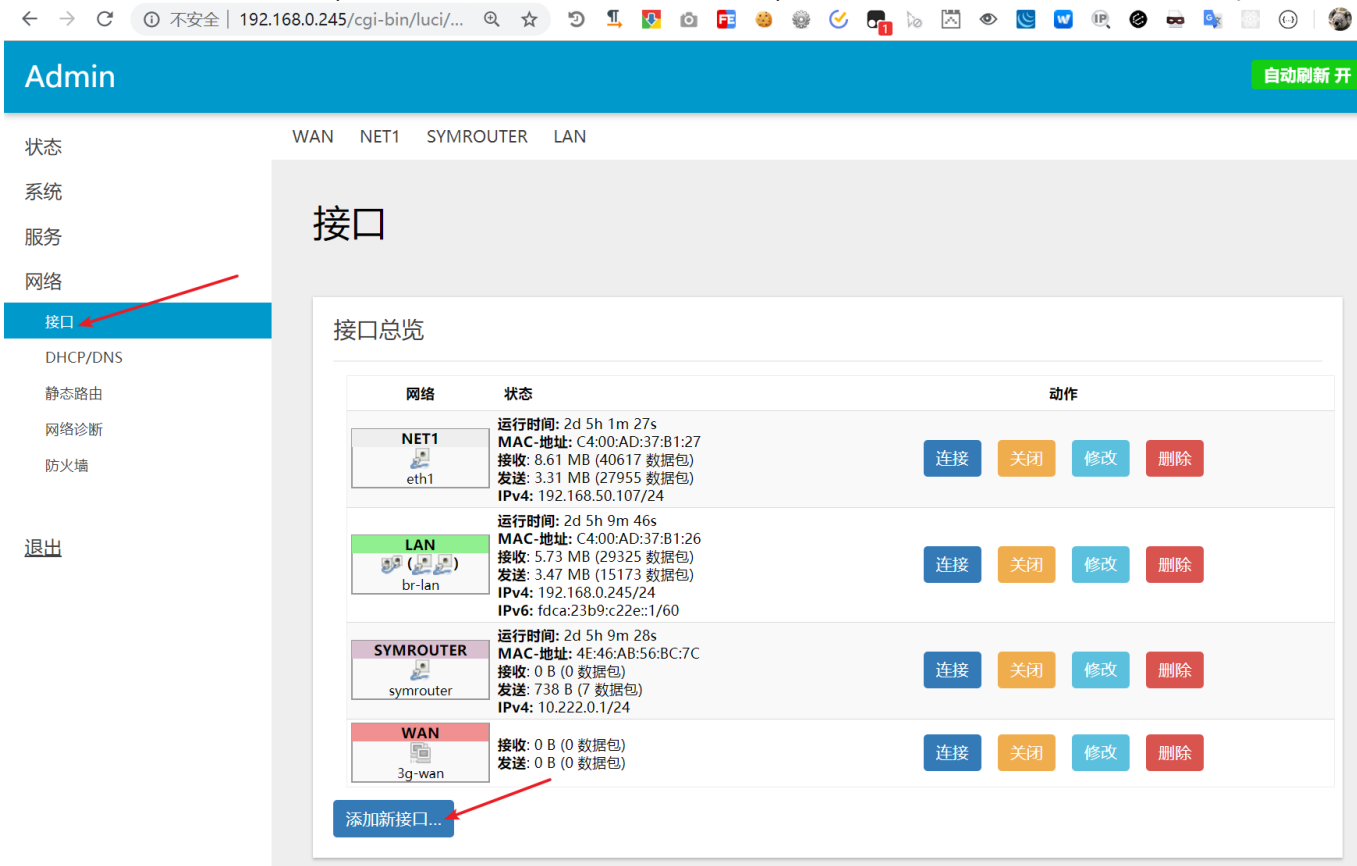 不安全 | 192.168.0.245/cgi-bin/luci/...
Admin
自动刷新 开
状态
系统
服务
网络
接口
DHCP/DNS
静态路由
网络诊断
防火墙
退出
WAN NET1 SYMROUTER LAN
接口
接口总览
网络 状态 动作
NET1
eth1
运行时间: 2d 5h 1m 27s
MAC-地址: C4:00:AD:37:B1:27
接收: 8.61 MB (40617 数据包)
发送: 3.31 MB (27955 数据包)
IPv4: 192.168.50.107/24
连接 关闭 修改 删除
LAN
br-lan
运行时间: 2d 5h 9m 46s
MAC-地址: C4:00:AD:37:B1:26
接收: 5.73 MB (29325 数据包)
发送: 3.47 MB (15173 数据包)
IPv4: 192.168.0.245/24
IPv6: fdca:23b9:c22e::1/60
连接 关闭 修改 删除
SYMROUTER
symrouter
运行时间: 2d 5h 9m 28s
MAC-地址: 4E:46:AB:56:BC:7C
接收: 0 B (0 数据包)
发送: 738 B (7 数据包)
IPv4: 10.222.0.1/24
连接 关闭 修改 删除
WAN
3g-wan
接收: 0 B (0 数据包)
发送: 0 B (0 数据包)
连接 关闭 修改 删除
添加新接口...